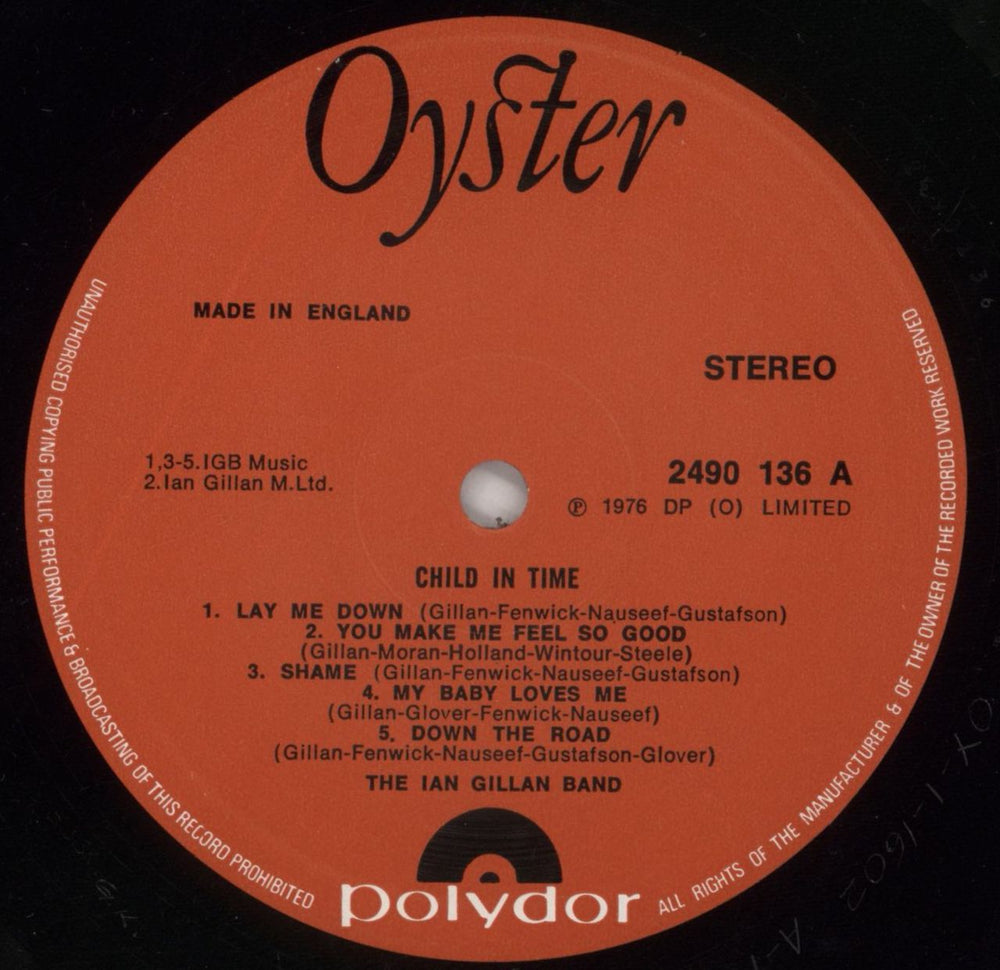 Oyster
MADE IN ENGLAND
STEREO
1,3-5.IGB Music
2.Ian Gillan M.Ltd.
2490 136 A
℗ 1976 DP (O) LIMITED
CHILD IN TIME
1. LAY ME DOWN (Gillan-Fenwick-Nauseef-Gustafson)
2. YOU MAKE ME FEEL SO GOOD
(Gillan-Moran-Holland-Wintour-Steele)
3. SHAME (Gillan-Fenwick-Nauseef-Gustafson)
4. MY BABY LOVES ME
(Gillan-Glover-Fenwick-Nauseef)
5. DOWN THE ROAD
(Gillan-Fenwick-Nauseef-Gustafson-Glover)
THE IAN GILLAN BAND
polydor
UNAUTHORISED COPYING PUBLIC PERFORMANCE & BROADCASTING OF THIS RECORD PROHIBITED
ALL RIGHTS OF THE MANUFACTURER & OF THE OWNER OF THE RECORDED WORK RESERVED